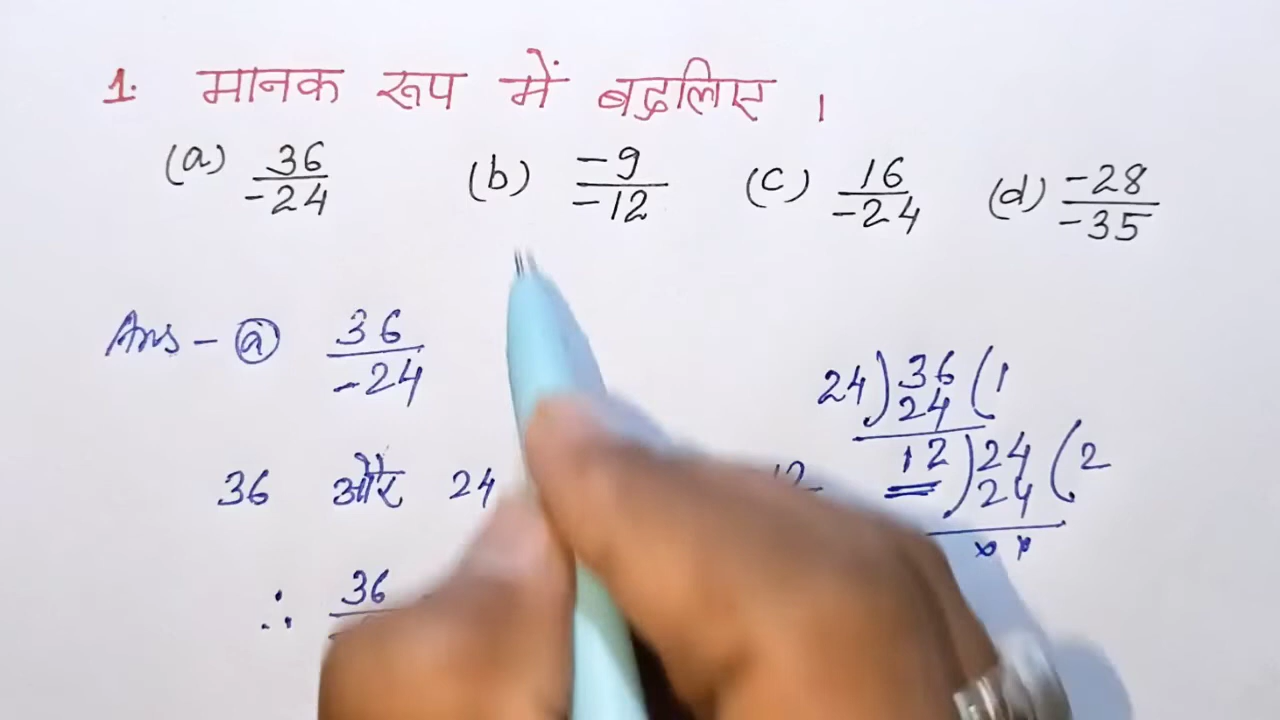 1. मानक रूप में बदलिए ।
(a) 36/-24 (b) -9/-12 (c) 16/-24 (d) -28/-35
Ans - (a) 36/-24
36 और 24
∴ 36
24 ) 36 ( 1
24
12 ) 24 ( 2
24
× ×